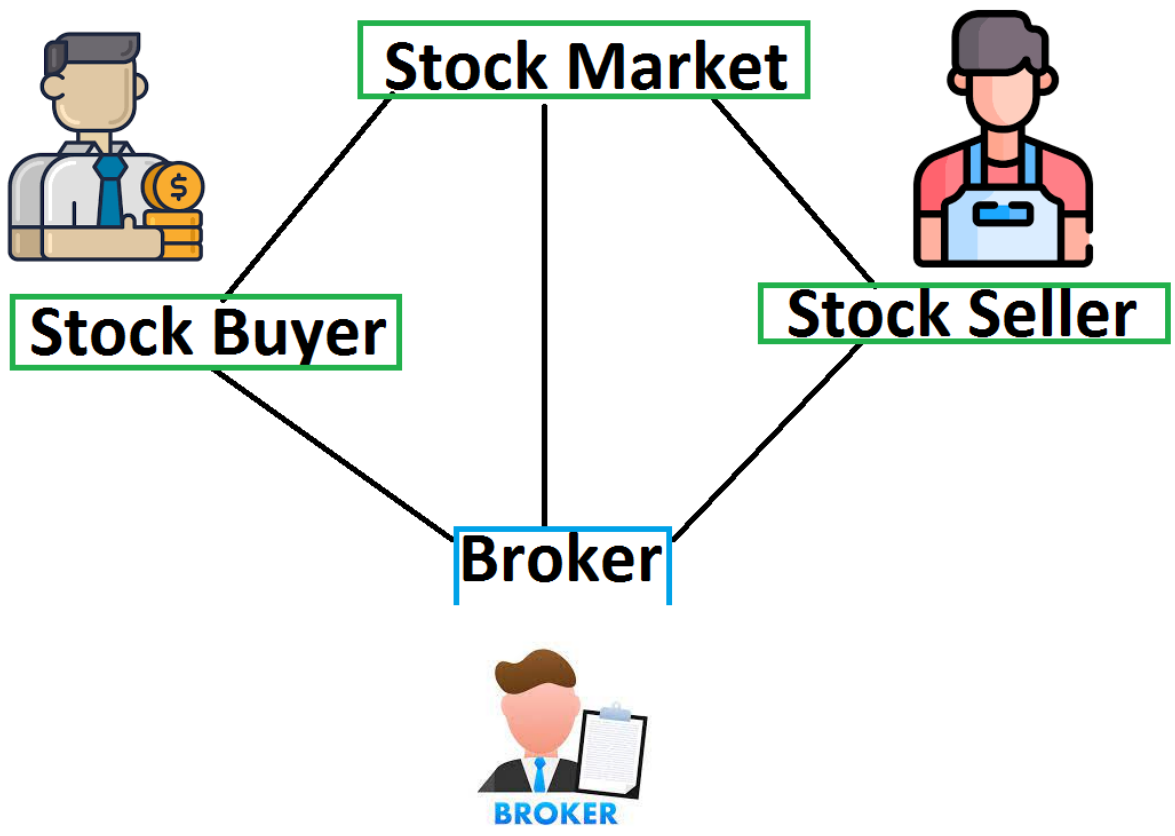 Stock Market
$
Stock Buyer
Stock Seller
Broker
BROKER